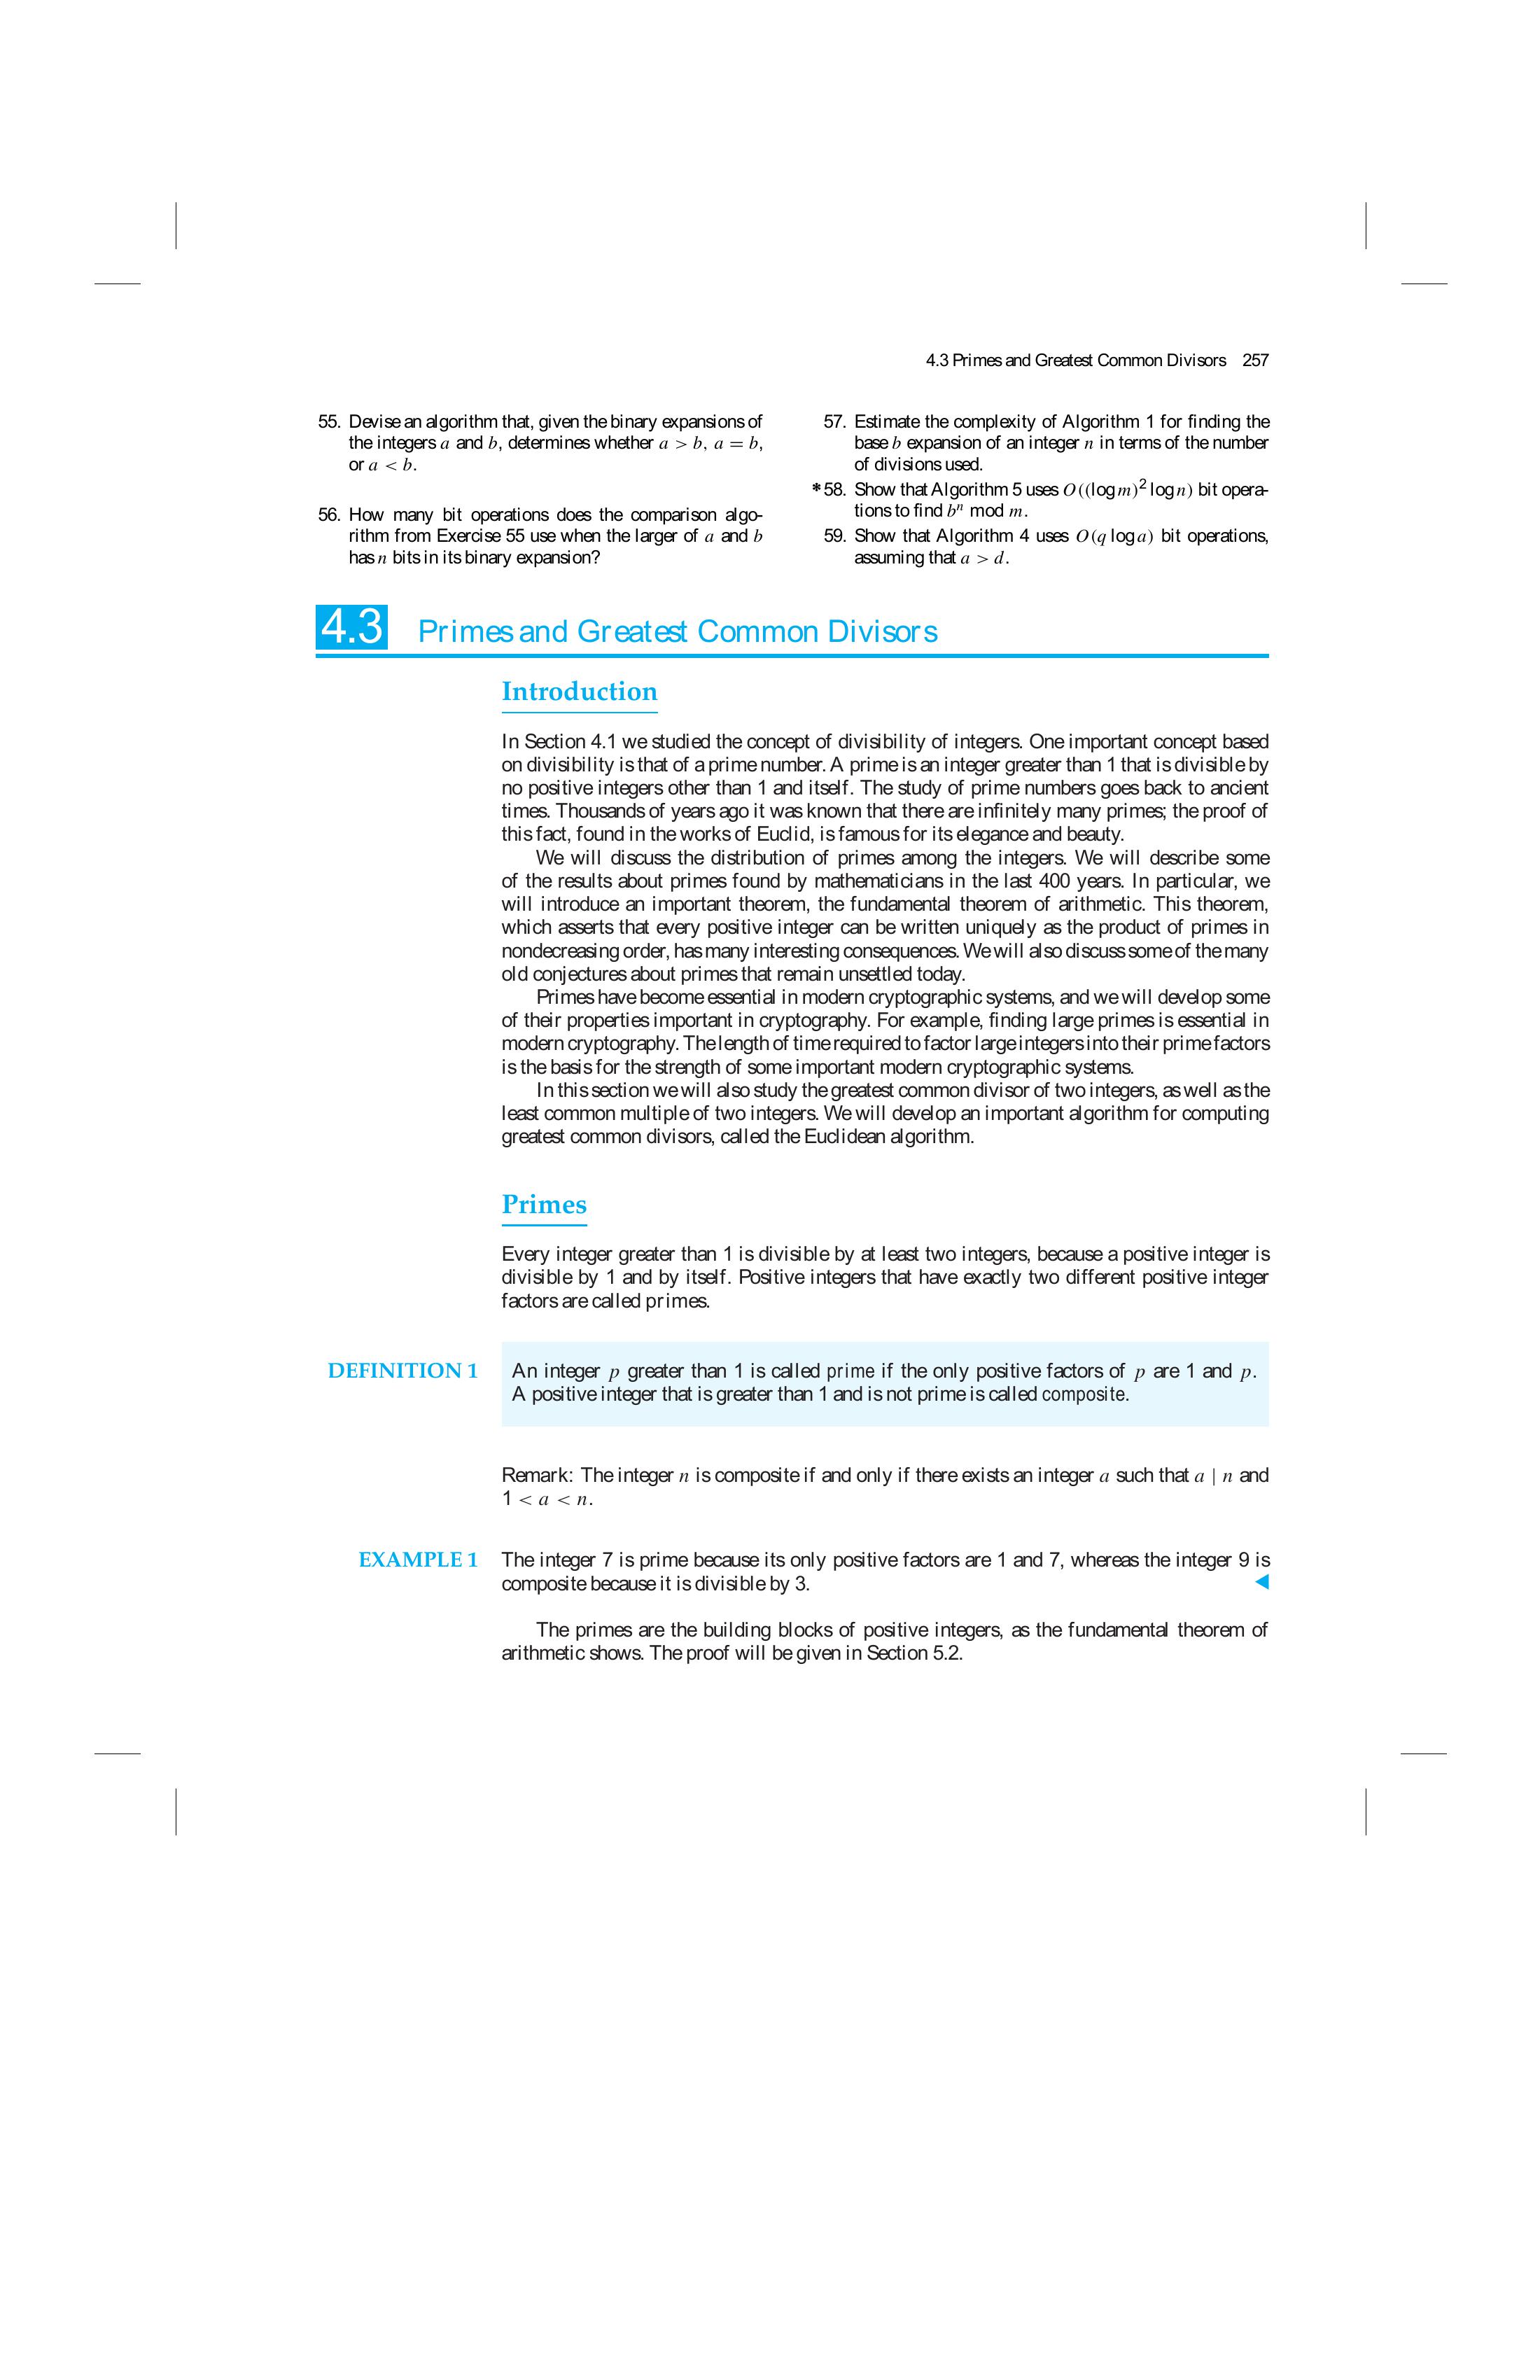 4.3 Primes and Greatest Common Divisors 257
55. Devise an algorithm that, given the binary expansions of
the integers a and b, determines whether a > b, a = b,
or a < b.
56. How many bit operations does the comparison algo-
rithm from Exercise 55 use when the larger of a and b
has n bits in its binary expansion?
57. Estimate the complexity of Algorithm 1 for finding the
base b expansion of an integer n in terms of the number
of divisions used.
*58. Show that Algorithm 5 uses O((log m)² log n) bit opera-
tions to find bⁿ mod m.
59. Show that Algorithm 4 uses O(q log a) bit operations,
assuming that a > d.
4.3 Primes and Greatest Common Divisors
Introduction
In Section 4.1 we studied the concept of divisibility of integers. One important concept based
on divisibility is that of a prime number. A prime is an integer greater than 1 that is divisible by
no positive integers other than 1 and itself. The study of prime numbers goes back to ancient
times. Thousands of years ago it was known that there are infinitely many primes; the proof of
this fact, found in the works of Euclid, is famous for its elegance and beauty.
We will discuss the distribution of primes among the integers. We will describe some
of the results about primes found by mathematicians in the last 400 years. In particular, we
will introduce an important theorem, the fundamental theorem of arithmetic. This theorem,
which asserts that every positive integer can be written uniquely as the product of primes in
nondecreasing order, has many interesting consequences. We will also discuss some of the many
old conjectures about primes that remain unsettled today.
Primes have become essential in modern cryptographic systems, and we will develop some
of their properties important in cryptography. For example, finding large primes is essential in
modern cryptography. The length of time required to factor large integers into their prime factors
is the basis for the strength of some important modern cryptographic systems.
In this section we will also study the greatest common divisor of two integers, as well as the
least common multiple of two integers. We will develop an important algorithm for computing
greatest common divisors, called the Euclidean algorithm.
Primes
Every integer greater than 1 is divisible by at least two integers, because a positive integer is
divisible by 1 and by itself. Positive integers that have exactly two different positive integer
factors are called primes.
DEFINITION 1 An integer p greater than 1 is called prime if the only positive factors of p are 1 and p.
A positive integer that is greater than 1 and is not prime is called composite.
Remark: The integer n is composite if and only if there exists an integer a such that a | n and
1 < a < n.
EXAMPLE 1 The integer 7 is prime because its only positive factors are 1 and 7, whereas the integer 9 is
composite because it is divisible by 3.
The primes are the building blocks of positive integers, as the fundamental theorem of
arithmetic shows. The proof will be given in Section 5.2.